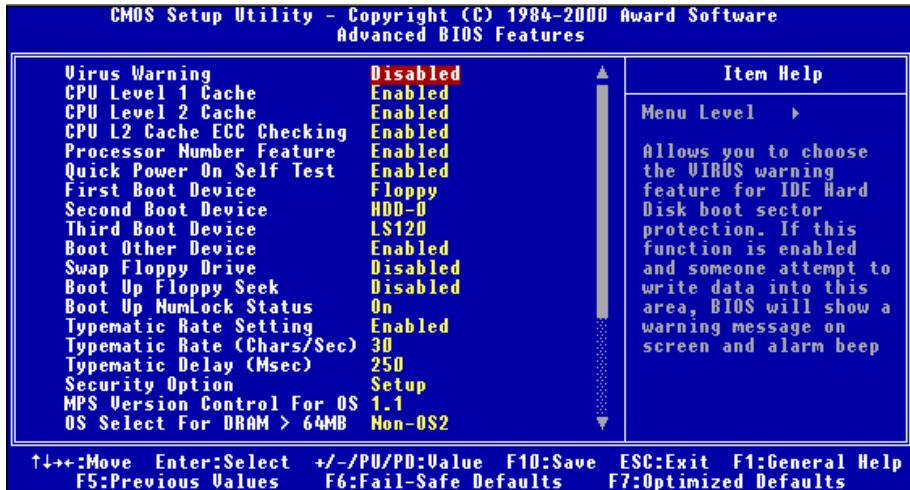 CMOS Setup Utility - Copyright (C) 1984-2000 Award Software
Advanced BIOS Features
Virus Warning Disabled
CPU Level 1 Cache Enabled
CPU Level 2 Cache Enabled
CPU L2 Cache ECC Checking Enabled
Processor Number Feature Enabled
Quick Power On Self Test Enabled
First Boot Device Floppy
Second Boot Device HDD-0
Third Boot Device LS120
Boot Other Device Enabled
Swap Floppy Drive Disabled
Boot Up Floppy Seek Disabled
Boot Up NumLock Status On
Typematic Rate Setting Enabled
Typematic Rate (Chars/Sec) 30
Typematic Delay (Msec) 250
Security Option Setup
MPS Version Control For OS 1.1
OS Select For DRAM > 64MB Non-OS2
Item Help
Menu Level ▸
Allows you to choose
the VIRUS warning
feature for IDE Hard
Disk boot sector
protection. If this
function is enabled
and someone attempt to
write data into this
area, BIOS will show a
warning message on
screen and alarm beep
↑↓→←:Move Enter:Select +/-/PU/PD:Value F10:Save ESC:Exit F1:General Help
F5:Previous Values F6:Fail-Safe Defaults F7:Optimized Defaults